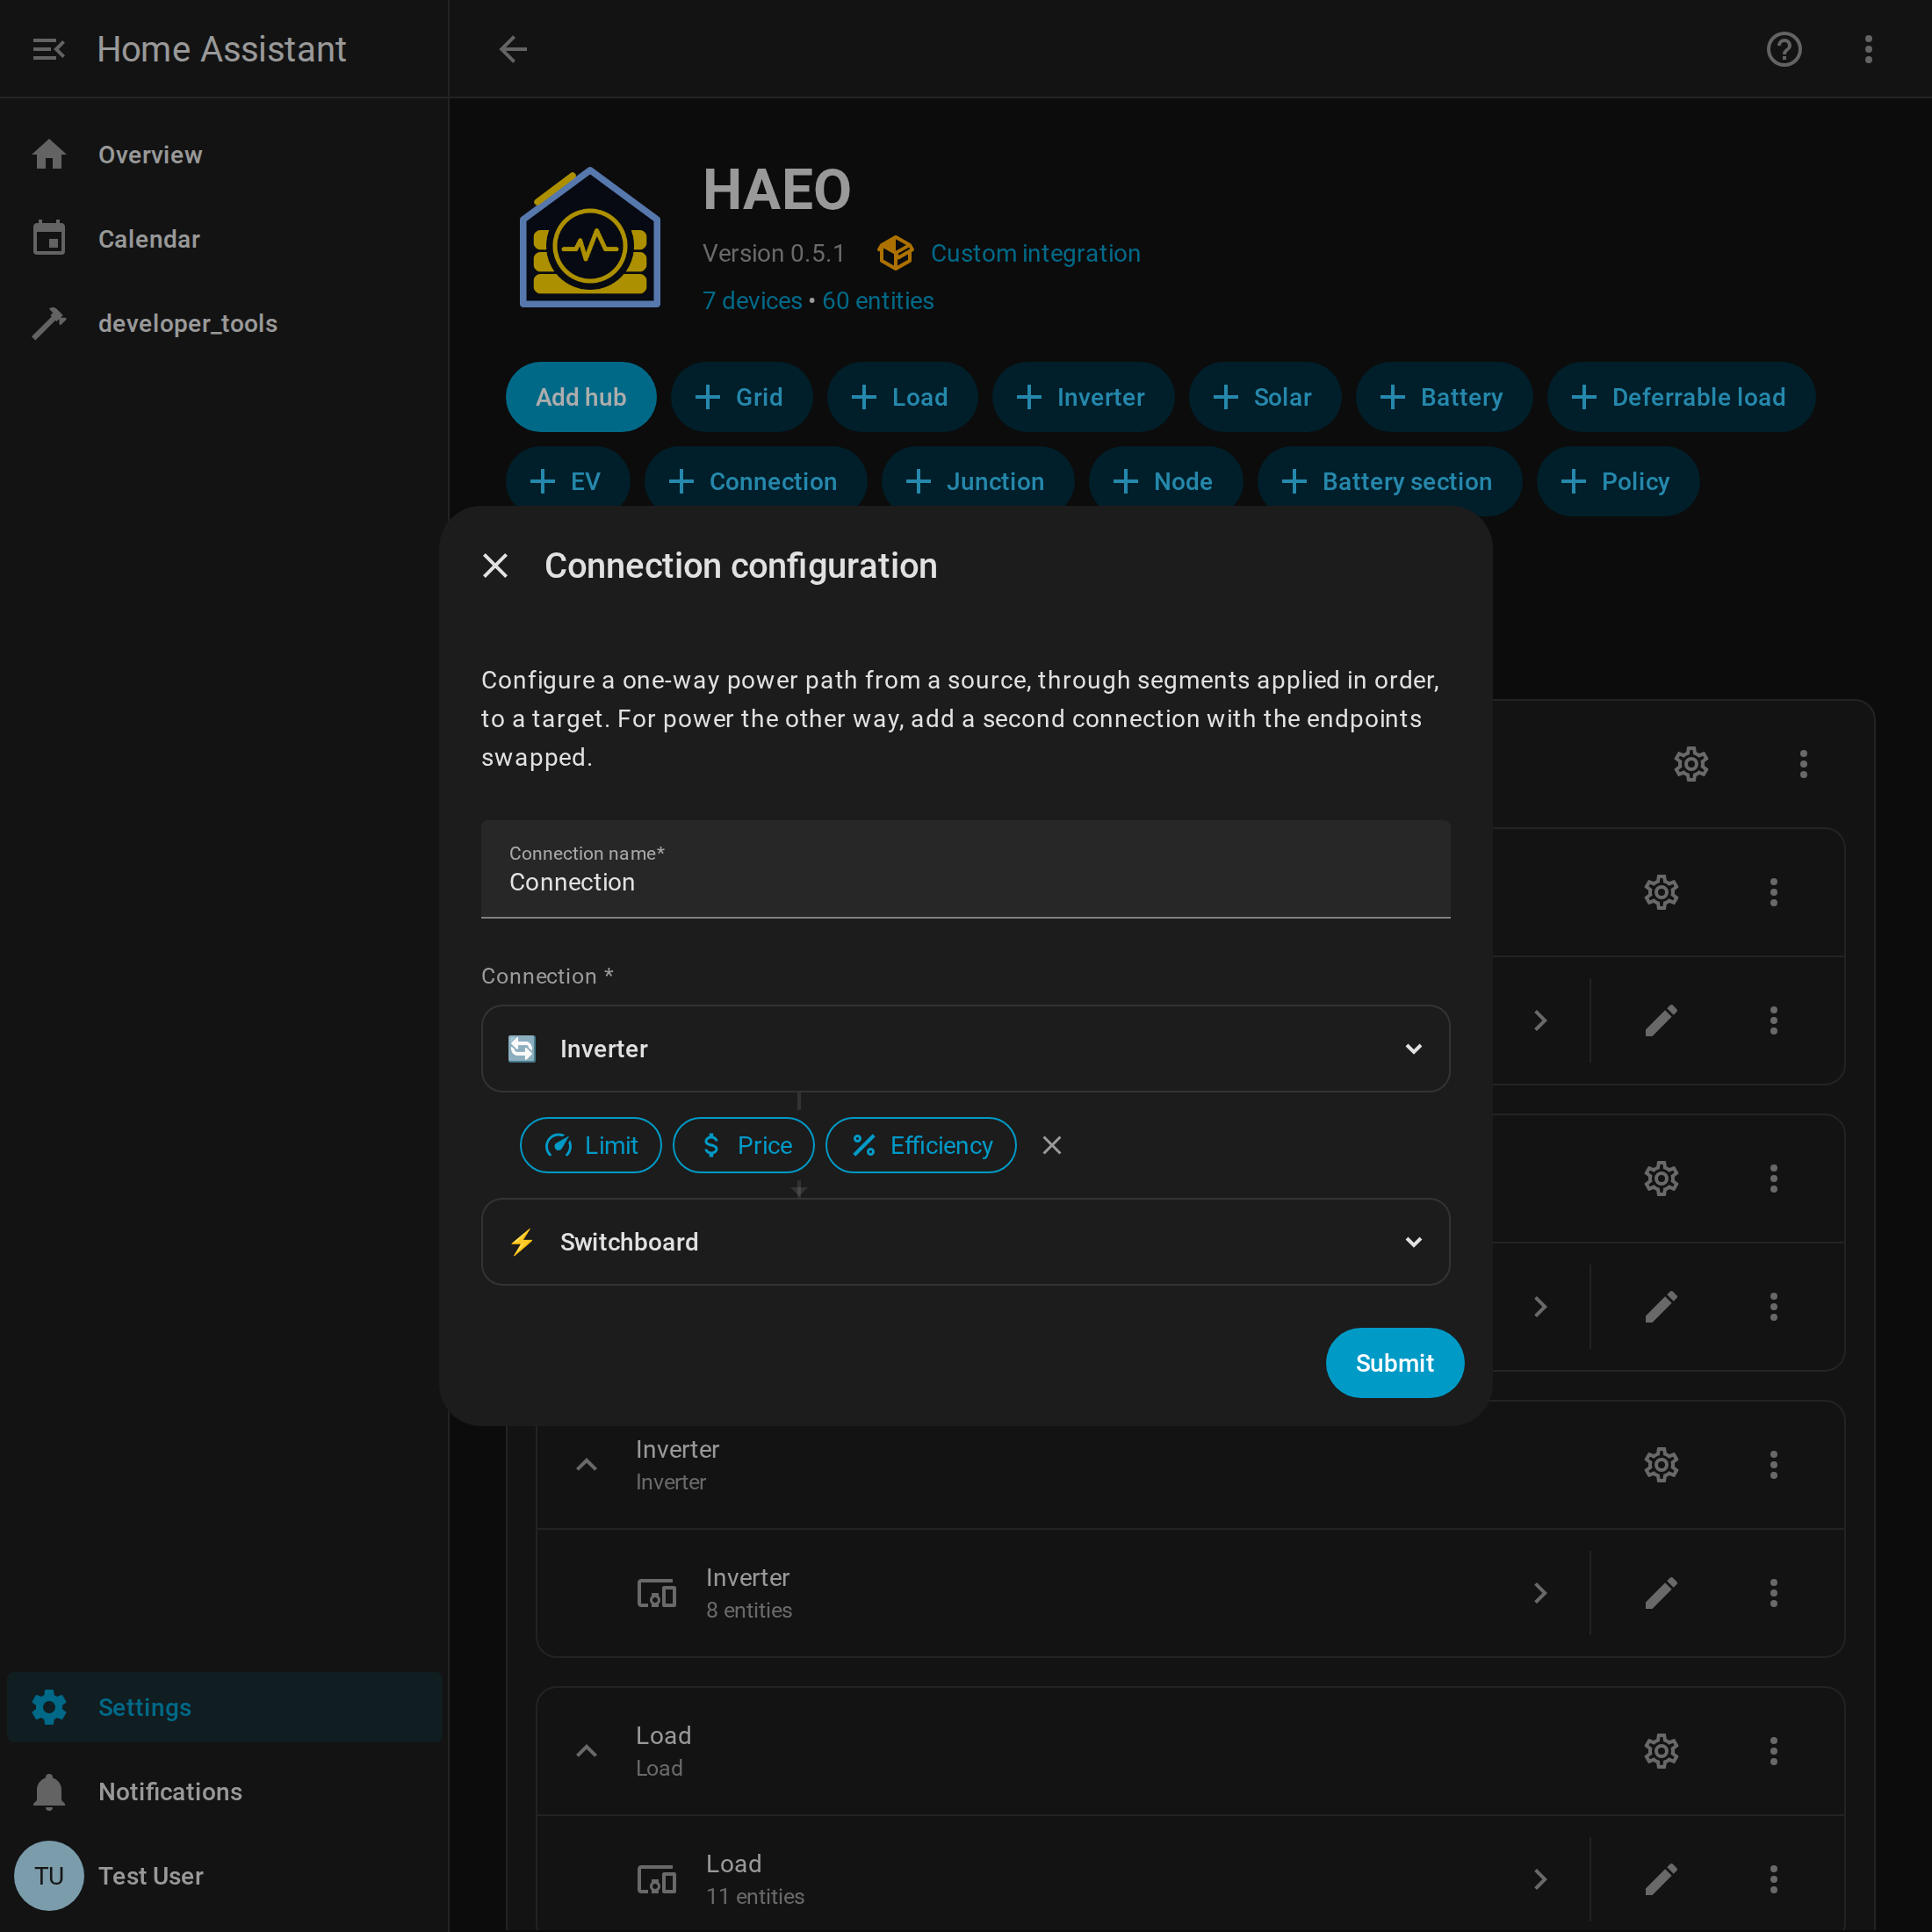 Home Assistant
Overview
Calendar
developer_tools
HAEO
Version 0.5.1 Custom integration
7 devices • 60 entities
Add hub Grid Load Inverter Solar Battery Deferrable load
EV Connection Junction Node Battery section Policy
Connection configuration
Configure a one-way power path from a source, through segments applied in order,
to a target. For power the other way, add a second connection with the endpoints
swapped.
Connection name*
Connection
Connection *
Inverter
Limit Price Efficiency
Switchboard
Submit
Inverter
Inverter
Inverter
8 entities
Load
Load
Load
11 entities
Settings
Notifications
TU Test User